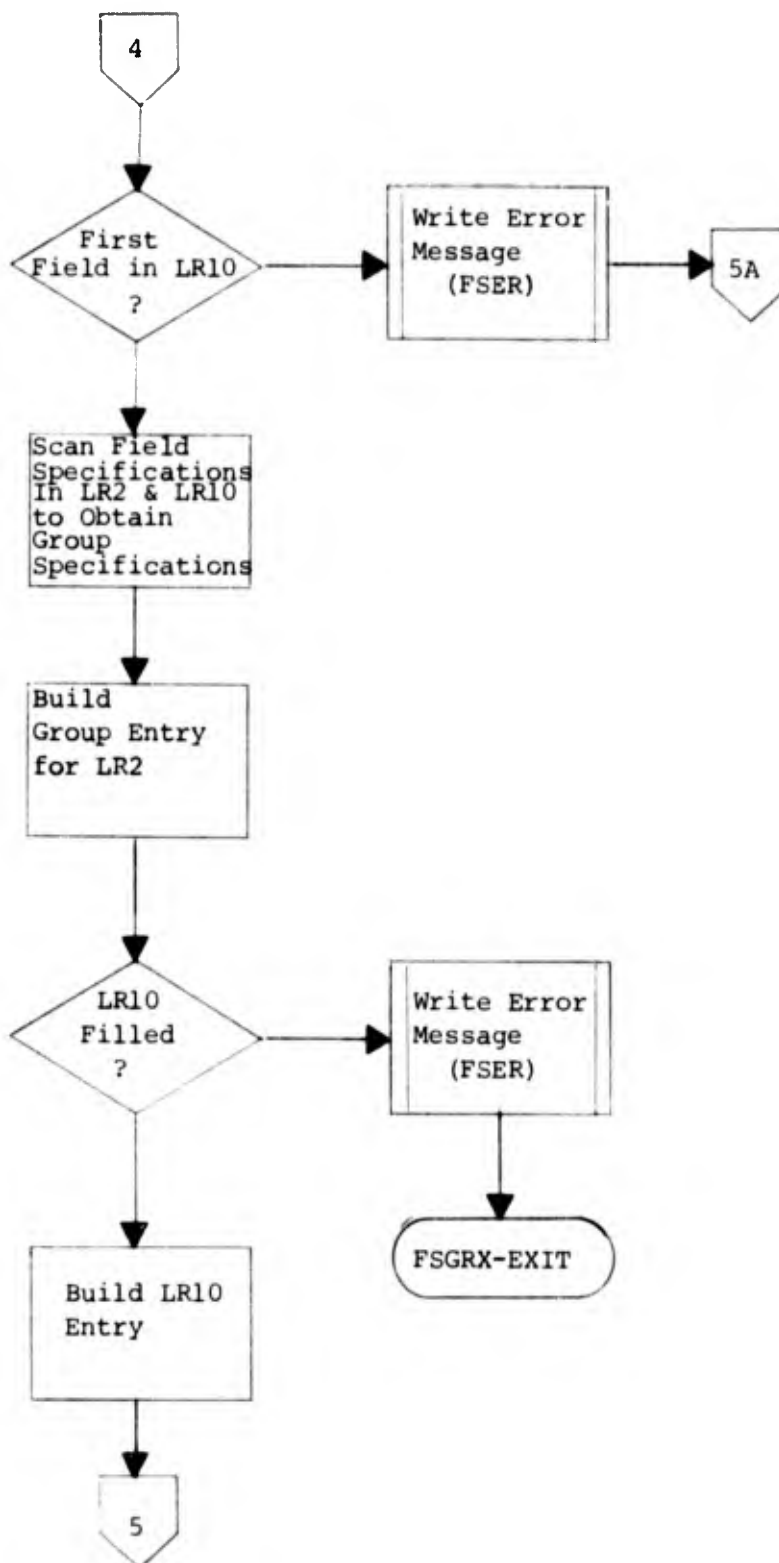 4
First
Field in LR10
?
Write Error
Message
(FSER)
5A
Scan Field
Specifications
In LR2 & LR10
to Obtain
Group
Specifications
Build
Group Entry
for LR2
LR10
Filled
?
Write Error
Message
(FSER)
FSGRX-EXIT
Build LR10
Entry
5